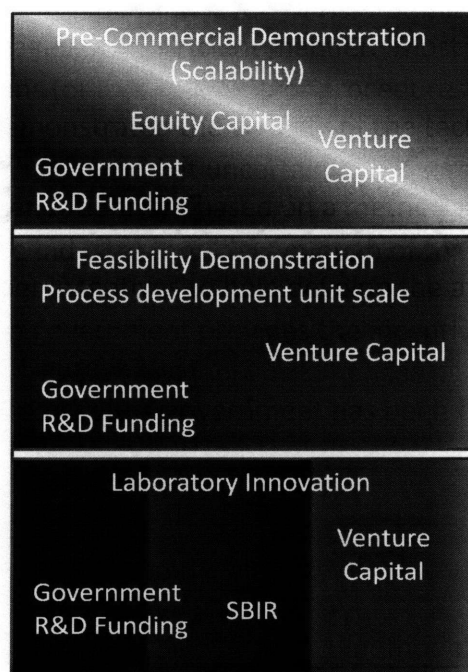 Pre-Commercial Demonstration
(Scalability)
Equity Capital
Venture
Capital
Government
R&D Funding
Feasibility Demonstration
Process development unit scale
Venture Capital
Government
R&D Funding
Laboratory Innovation
Venture
Capital
Government
R&D Funding
SBIR